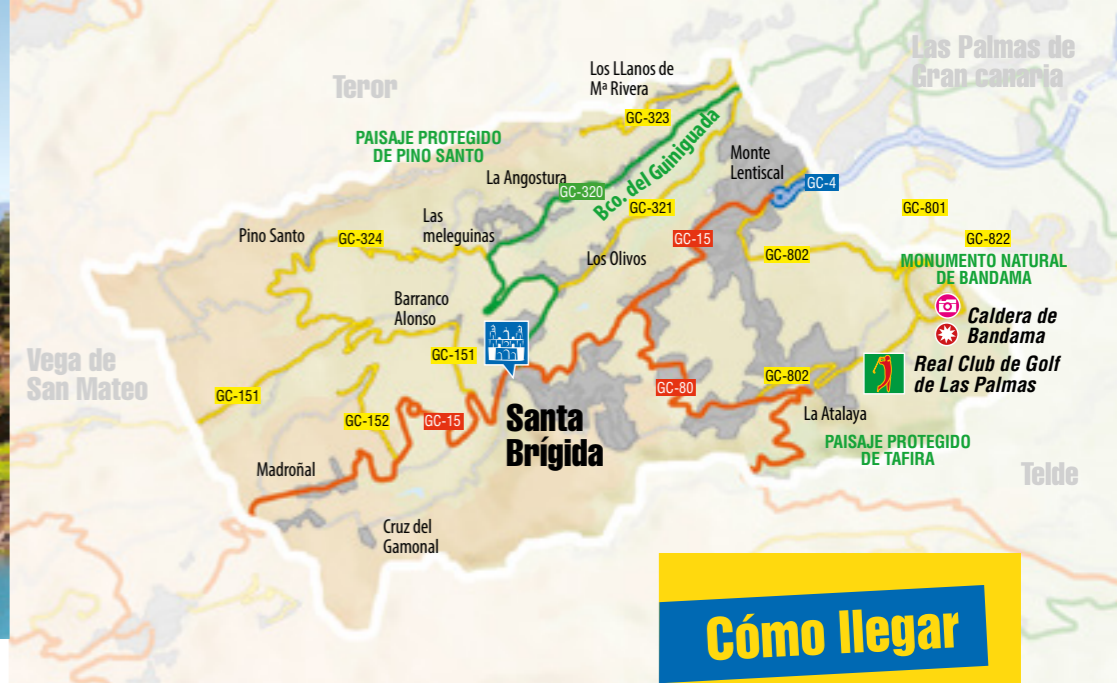 Las Palmas de
Gran canaria
Teror
Los LLanos de
Mª Rivera
GC-323
PAISAJE PROTEGIDO
DE PINO SANTO
Monte
Lentiscal
La Angostura
GC-320
Bco. del Guiniguada
GC-4
GC-321
GC-801
Las
meleguinas
Pino Santo
GC-324
GC-15
GC-822
Los Olivos
GC-802
MONUMENTO NATURAL
DE BANDAMA
Barranco
Alonso
Caldera de
Bandama
Vega de
San Mateo
GC-151
Real Club de Golf
de Las Palmas
GC-802
GC-80
GC-151
GC-152
GC-15
Santa
Brígida
La Atalaya
PAISAJE PROTEGIDO
DE TAFIRA
Madroñal
Telde
Cruz del
Gamonal
Cómo llegar